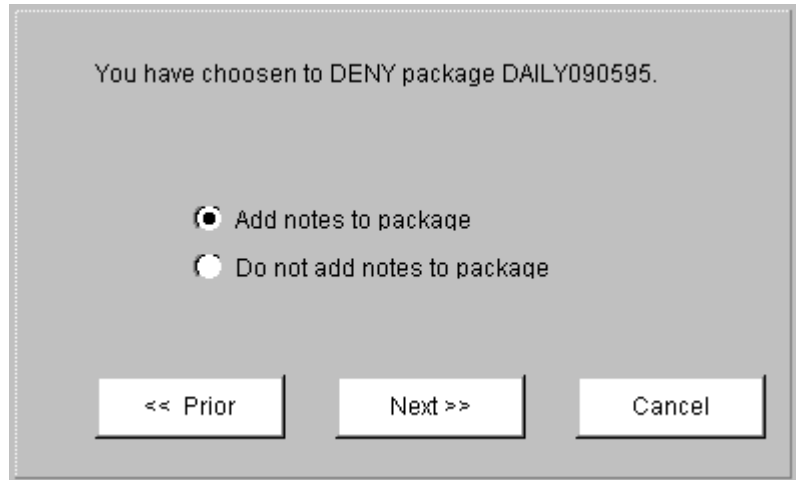 You have choosen to DENY package DAILY090595.
Add notes to package
Do not add notes to package
<< Prior
Next >>
Cancel